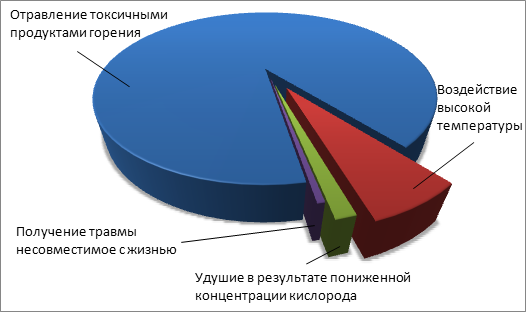 Отравление токсичными
продуктами горения
Воздействие
высокой
температуры
Получение травмы
несовместимое с жизнью
Удушие в результате пониженной
концентрации кислорода